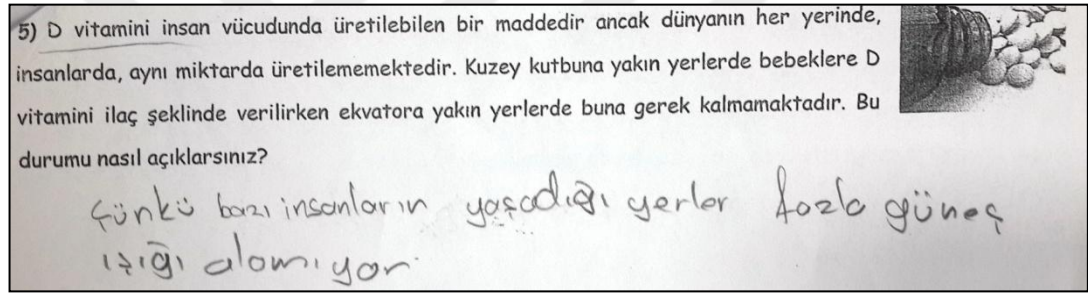 5) D vitamini insan vücudunda üretilebilen bir maddedir ancak dünyanın her yerinde,
insanlarda, aynı miktarda üretilememektedir. Kuzey kutbuna yakın yerlerde bebeklere D
vitamini ilaç şeklinde verilirken ekvatora yakın yerlerde buna gerek kalmamaktadır. Bu
durumu nasıl açıklarsınız?
Çünkü bazı insanların yaşadığı yerler fazla güneş
ışığı alamıyor